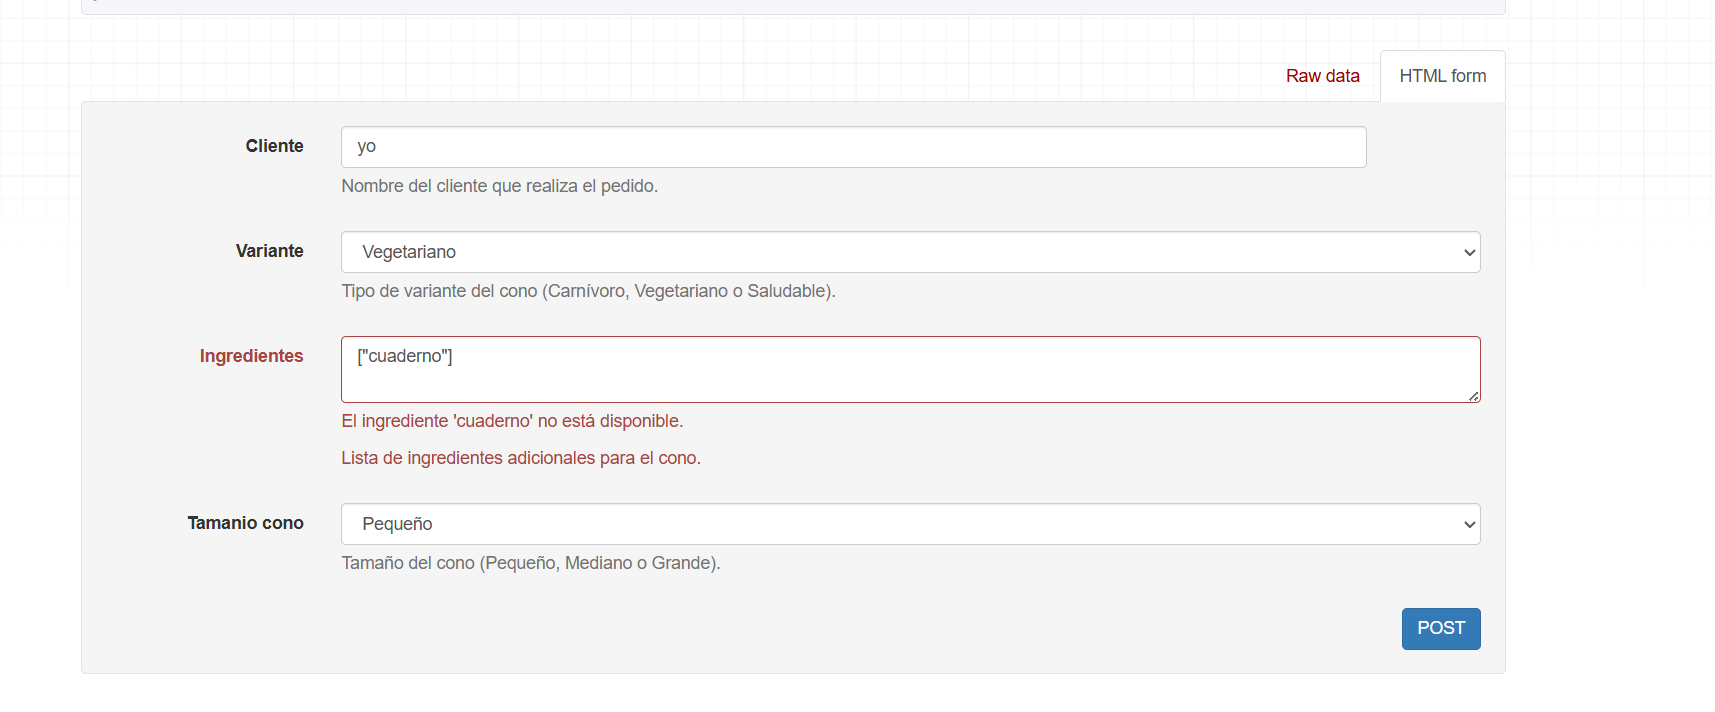 Raw data
HTML form
Cliente
yo
Nombre del cliente que realiza el pedido.
Variante
Vegetariano
Tipo de variante del cono (Carnívoro, Vegetariano o Saludable).
Ingredientes
["cuaderno"]
El ingrediente 'cuaderno' no está disponible.
Lista de ingredientes adicionales para el cono.
Tamanio cono
Pequeño
Tamaño del cono (Pequeño, Mediano o Grande).
POST